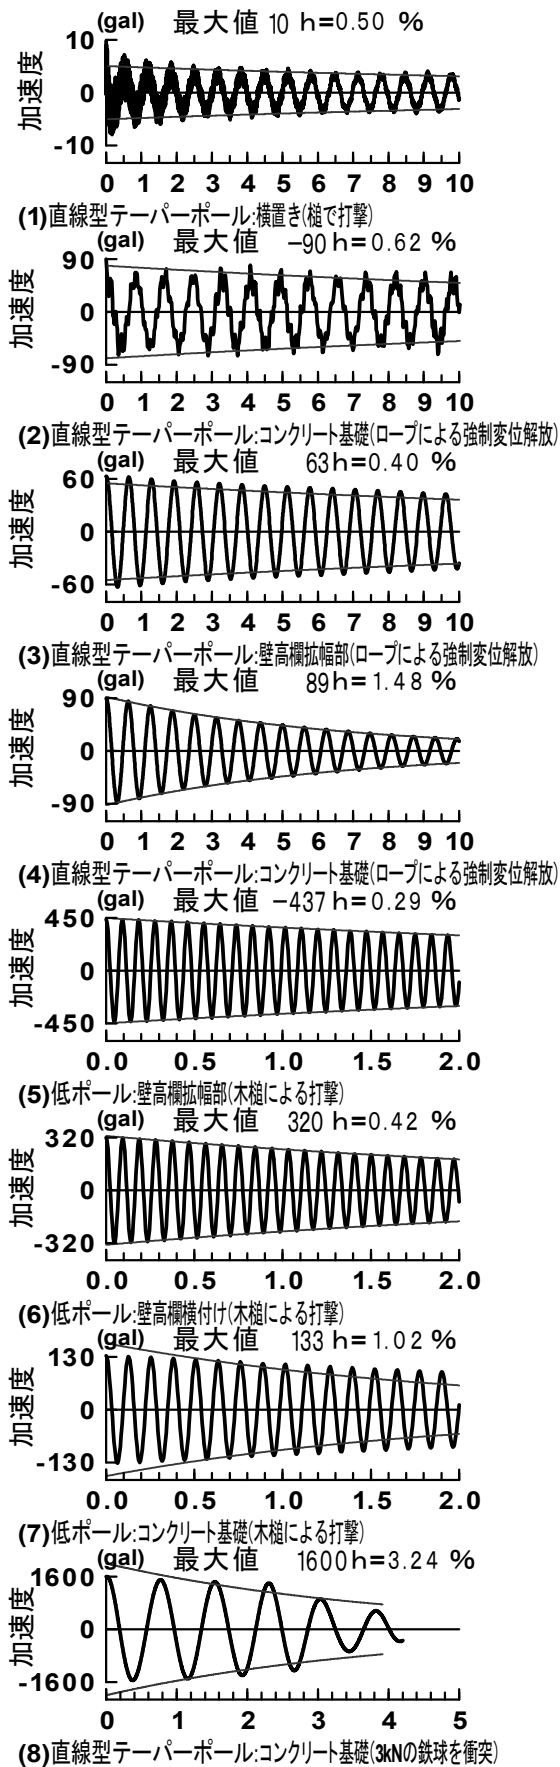 (gal) 最大値 10 h=0.50 %
加速度
10
0
-10
0 1 2 3 4 5 6 7 8 9 10
(1)直線型テーパーポール:横置き(槌で打撃)
(gal) 最大値 -90 h=0.62 %
加速度
90
0
-90
0 1 2 3 4 5 6 7 8 9 10
(2)直線型テーパーポール:コンクリート基礎(ロープによる強制変位解放)
(gal) 最大値 63 h=0.40 %
加速度
60
0
-60
0 1 2 3 4 5 6 7 8 9 10
(3)直線型テーパーポール:壁高欄拡幅部(ロープによる強制変位解放)
(gal) 最大値 89 h=1.48 %
加速度
90
0
-90
0 1 2 3 4 5 6 7 8 9 10
(4)直線型テーパーポール:コンクリート基礎(ロープによる強制変位解放)
(gal) 最大値 -437 h=0.29 %
加速度
450
0
-450
0.0 0.5 1.0 1.5 2.0
(5)低ポール:壁高欄拡幅部(木槌による打撃)
(gal) 最大値 320 h=0.42 %
加速度
320
0
-320
0.0 0.5 1.0 1.5 2.0
(6)低ポール:壁高欄横付け(木槌による打撃)
(gal) 最大値 133 h=1.02 %
加速度
130
0
-130
0.0 0.5 1.0 1.5 2.0
(7)低ポール:コンクリート基礎(木槌による打撃)
(gal) 最大値 1600 h=3.24 %
加速度
1600
0
-1600
0 1 2 3 4 5
(8)直線型テーパーポール:コンクリート基礎(3kNの鉄球を衝突)